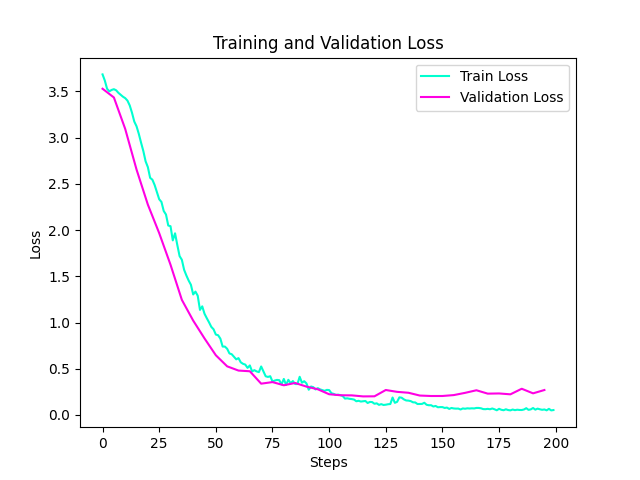 Training and Validation Loss
Train Loss
Validation Loss
Loss
3.5
3.0
2.5
2.0
1.5
1.0
0.5
0.0
0 25 50 75 100 125 150 175 200
Steps